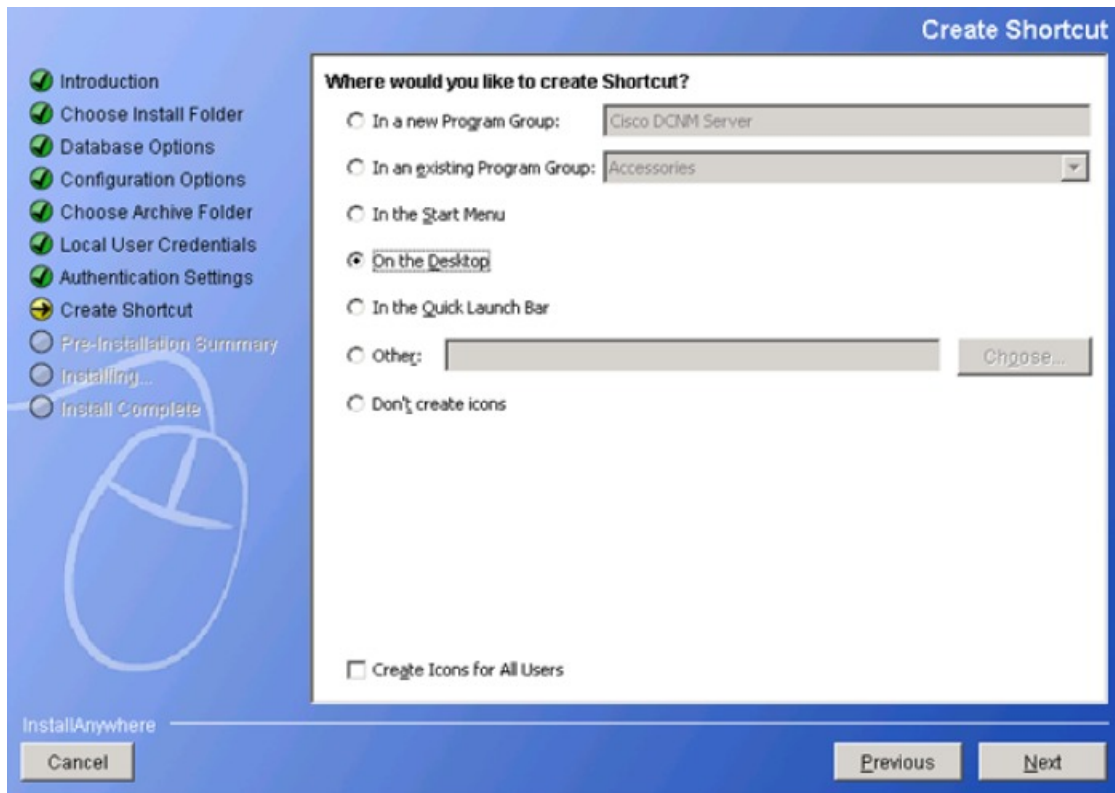 Create Shortcut
Introduction
Choose Install Folder
Database Options
Configuration Options
Choose Archive Folder
Local User Credentials
Authentication Settings
Create Shortcut
Pre-Installation Summary
Installing...
Install Complete
Where would you like to create Shortcut?
In a new Program Group: Cisco DCNM Server
In an existing Program Group: Accessories
In the Start Menu
On the Desktop
In the Quick Launch Bar
Other: Choose...
Don't create icons
Create Icons for All Users
InstallAnywhere
Cancel Previous Next